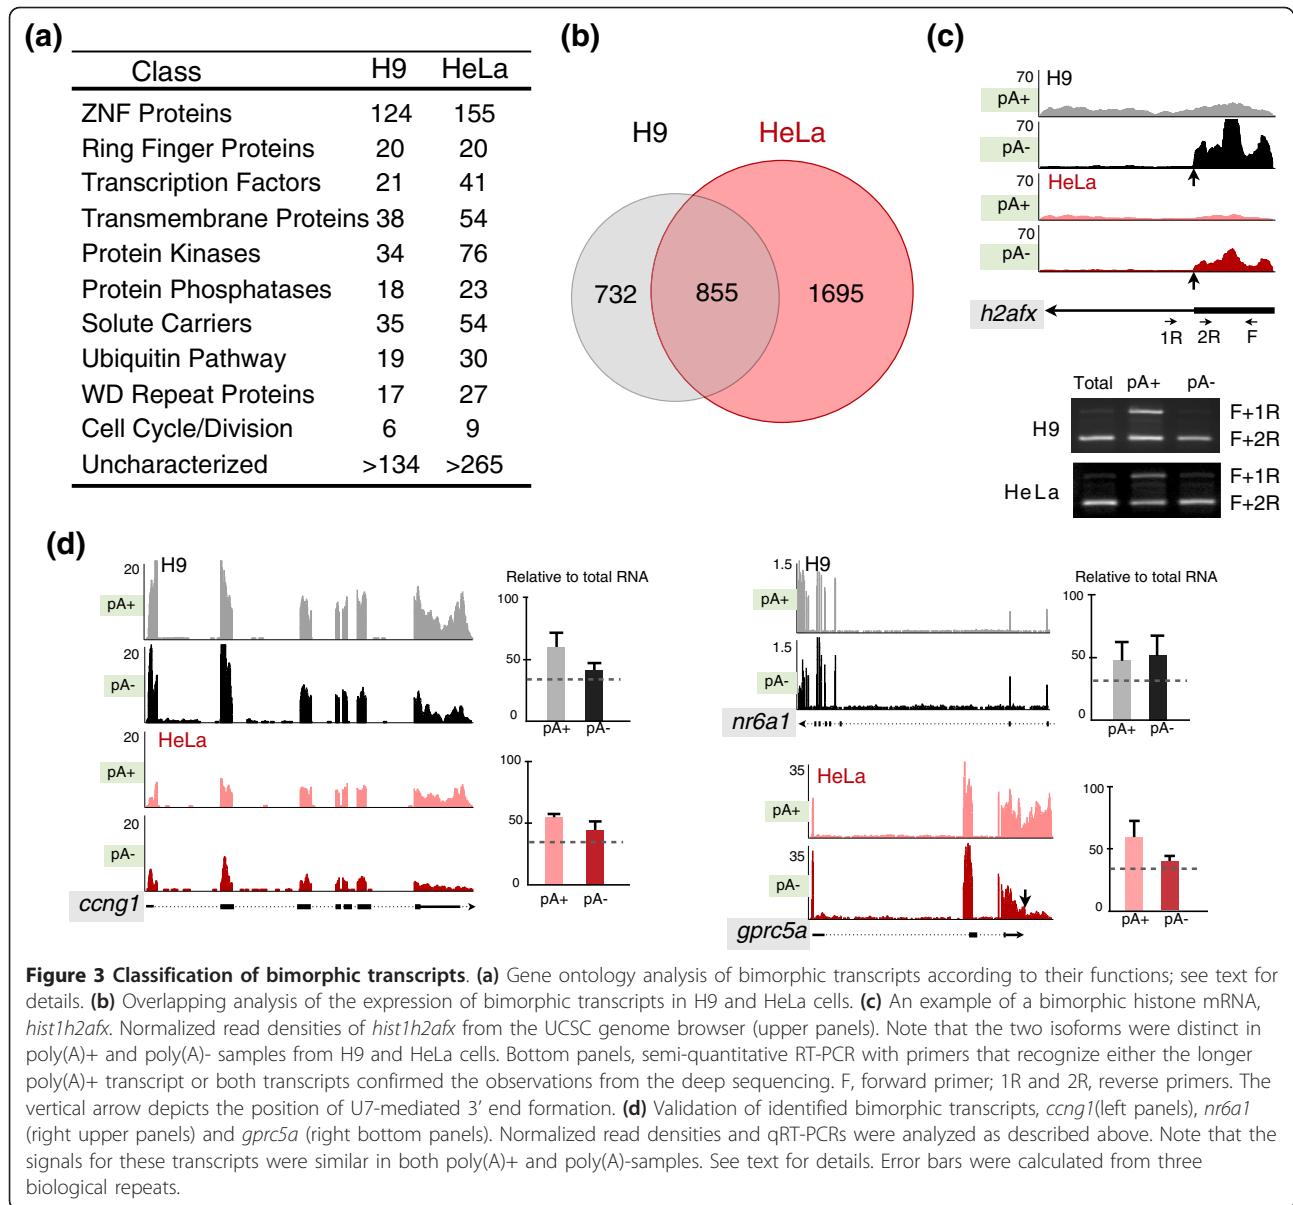 (a)
Class H9 HeLa
ZNF Proteins 124 155
Ring Finger Proteins 20 20
Transcription Factors 21 41
Transmembrane Proteins 38 54
Protein Kinases 34 76
Protein Phosphatases 18 23
Solute Carriers 35 54
Ubiquitin Pathway 19 30
WD Repeat Proteins 17 27
Cell Cycle/Division 6 9
Uncharacterized >134 >265
(b)
H9 HeLa
732 855 1695
(c)
70 H9
pA+
70
pA-
70 HeLa
pA+
70
pA-
h2afx
1R 2R F
Total pA+ pA-
H9 F+1R
F+2R
HeLa F+1R
F+2R
(d)
20 H9
pA+
20
pA-
20 HeLa
pA+
20
pA-
ccng1
Relative to total RNA
100
50
0
pA+ pA-
100
50
0
pA+ pA-
1.5 H9
pA+
1.5
pA-
nr6a1
Relative to total RNA
100
50
0
pA+ pA-
35 HeLa
pA+
35
pA-
gprc5a
100
50
0
pA+ pA-
Figure 3 Classification of bimorphic transcripts. (a) Gene ontology analysis of bimorphic transcripts according to their functions; see text for
details. (b) Overlapping analysis of the expression of bimorphic transcripts in H9 and HeLa cells. (c) An example of a bimorphic histone mRNA,
hist1h2afx. Normalized read densities of hist1h2afx from the UCSC genome browser (upper panels). Note that the two isoforms were distinct in
poly(A)+ and poly(A)- samples from H9 and HeLa cells. Bottom panels, semi-quantitative RT-PCR with primers that recognize either the longer
poly(A)+ transcript or both transcripts confirmed the observations from the deep sequencing. F, forward primer; 1R and 2R, reverse primers. The
vertical arrow depicts the position of U7-mediated 3' end formation. (d) Validation of identified bimorphic transcripts, ccng1(left panels), nr6a1
(right upper panels) and gprc5a (right bottom panels). Normalized read densities and qRT-PCRs were analyzed as described above. Note that the
signals for these transcripts were similar in both poly(A)+ and poly(A)-samples. See text for details. Error bars were calculated from three
biological repeats.